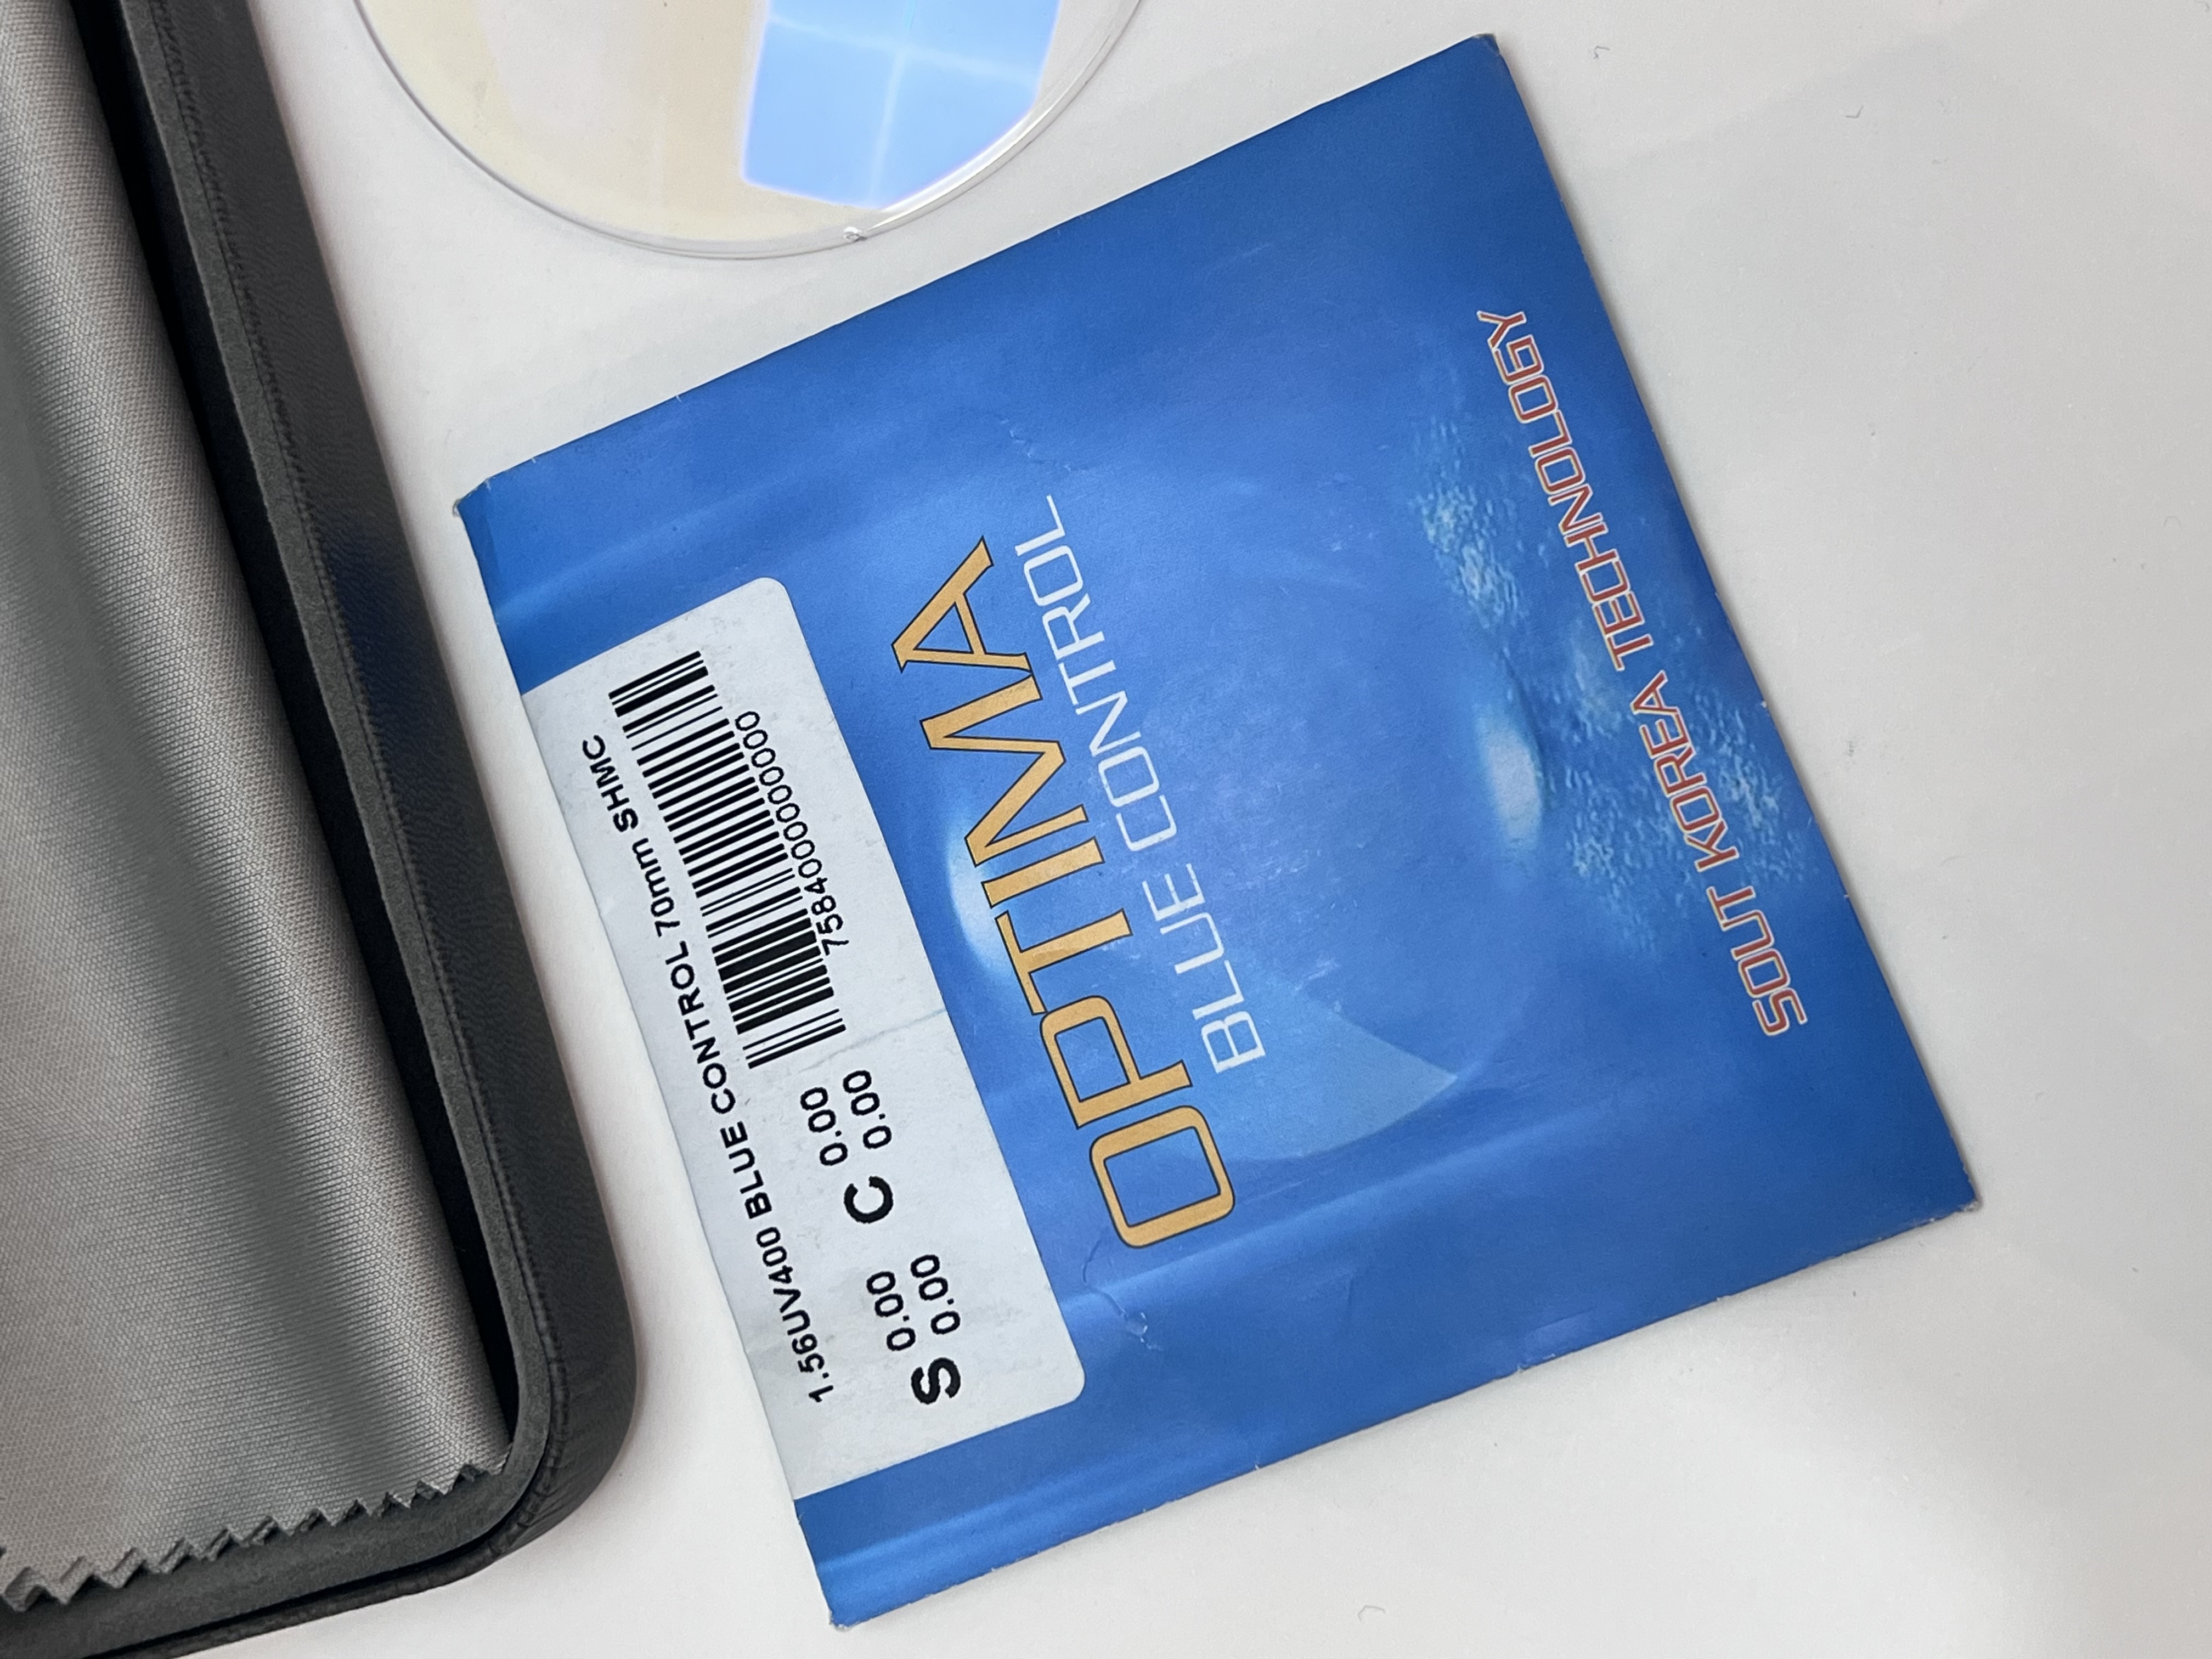 1.56UV400 BLUE CONTROL 70mm SHMC
S 0.00 C 0.00
0.00 0.00
OPTIMA
BLUE CONTROL
SOUT KOREA TECHNOLOGY